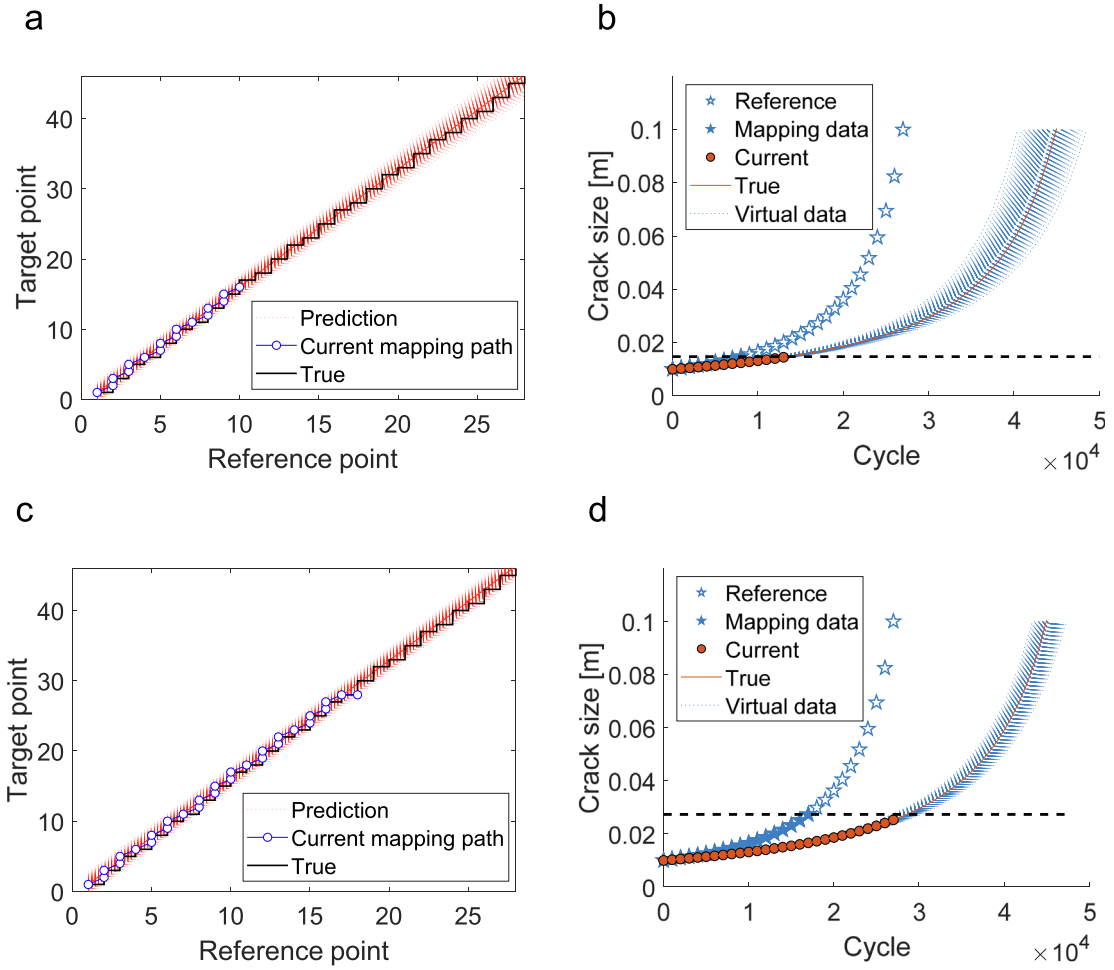 a
40
30
20
10
0
0
5
10
15
20
25
Target point
Reference point
Prediction
Current mapping path
True
b
0.1
0.08
0.06
0.04
0.02
0
0
1
2
3
4
5
× 10⁴
Crack size [m]
Cycle
Reference
Mapping data
Current
True
Virtual data
c
40
30
20
10
0
0
5
10
15
20
25
Target point
Reference point
Prediction
Current mapping path
True
d
0.1
0.08
0.06
0.04
0.02
0
0
1
2
3
4
5
× 10⁴
Crack size [m]
Cycle
Reference
Mapping data
Current
True
Virtual data